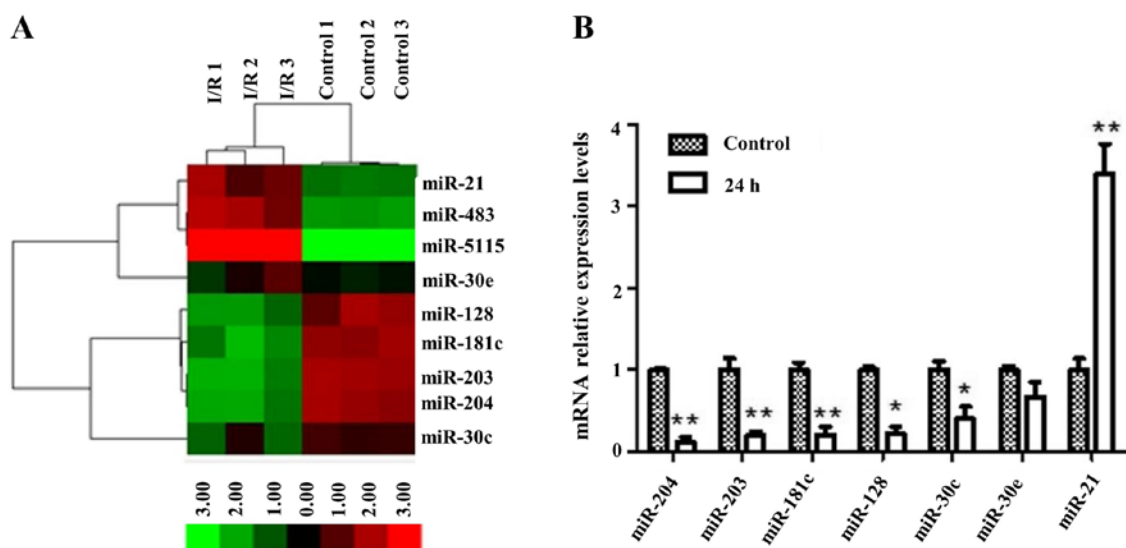 A
I/R 1
I/R 2
I/R 3
Control 1
Control 2
Control 3
miR-21
miR-483
miR-5115
miR-30e
miR-128
miR-181c
miR-203
miR-204
miR-30c
3.00
2.00
1.00
0.00
1.00
2.00
3.00
B
mRNA relative expression levels
4
3
2
1
0
Control
24 h
**
**
**
*
*
**
miR-204
miR-203
miR-181c
miR-128
miR-30c
miR-30e
miR-21